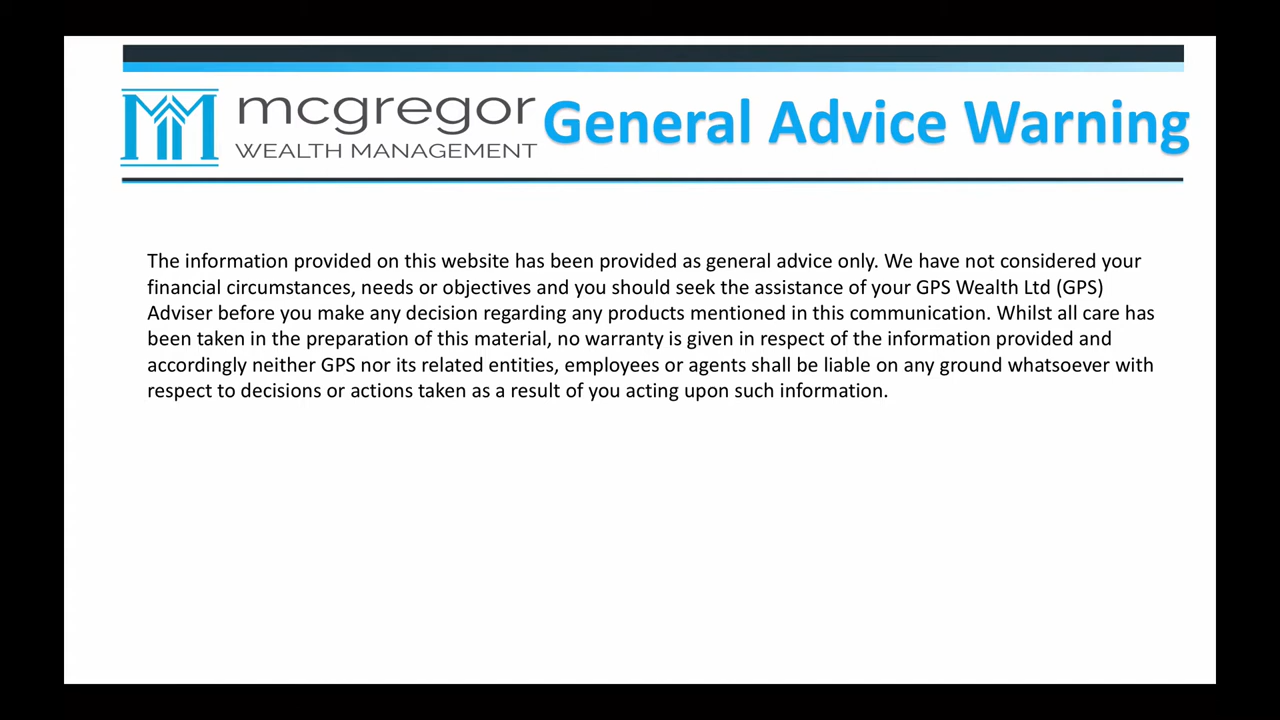 mcgregor
WEALTH MANAGEMENT
General Advice Warning
The information provided on this website has been provided as general advice only. We have not considered your
financial circumstances, needs or objectives and you should seek the assistance of your GPS Wealth Ltd (GPS)
Adviser before you make any decision regarding any products mentioned in this communication. Whilst all care has
been taken in the preparation of this material, no warranty is given in respect of the information provided and
accordingly neither GPS nor its related entities, employees or agents shall be liable on any ground whatsoever with
respect to decisions or actions taken as a result of you acting upon such information.